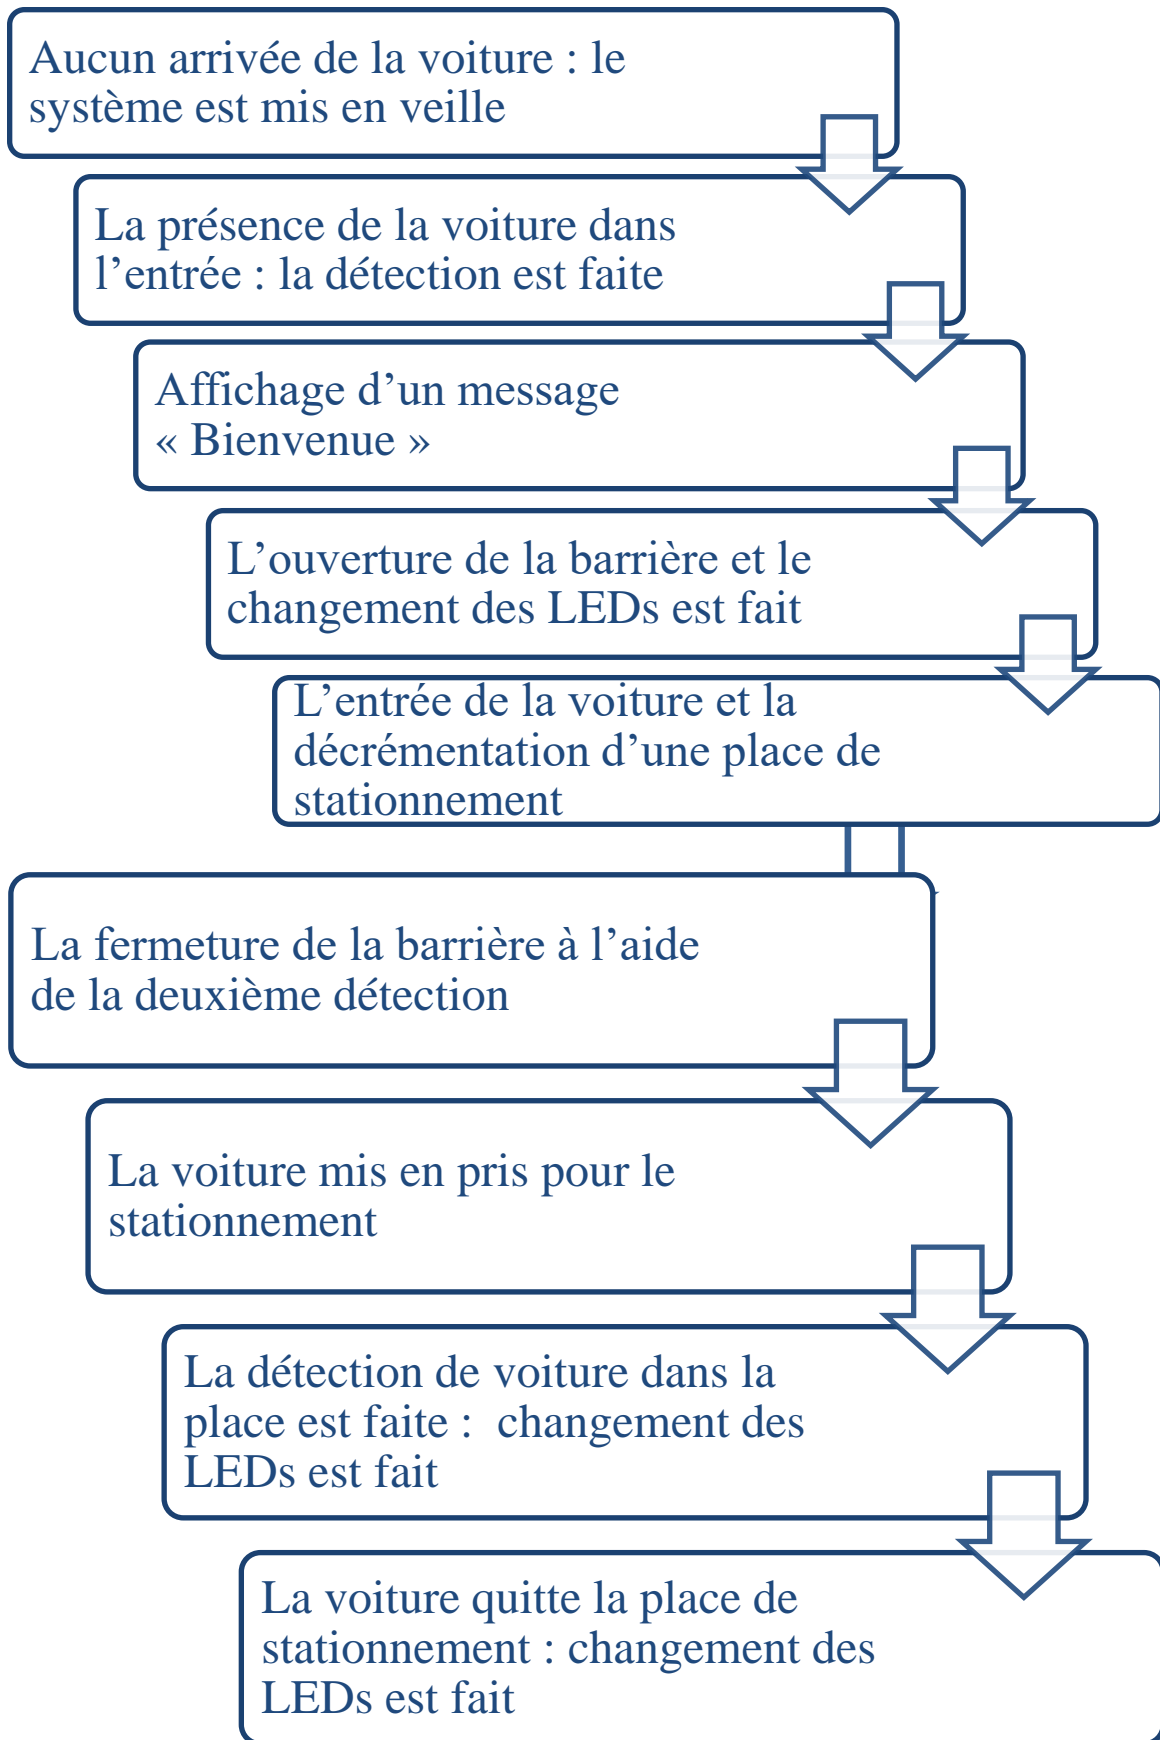 Aucun arrivée de la voiture : le
système est mis en veille
La présence de la voiture dans
l’entrée : la détection est faite
Affichage d’un message
« Bienvenue »
L’ouverture de la barrière et le
changement des LEDs est fait
L’entrée de la voiture et la
décrémentation d’une place de
stationnement
La fermeture de la barrière à l’aide
de la deuxième détection
La voiture mis en pris pour le
stationnement
La détection de voiture dans la
place est faite :  changement des
LEDs est fait
La voiture quitte la place de
stationnement : changement des
LEDs est fait